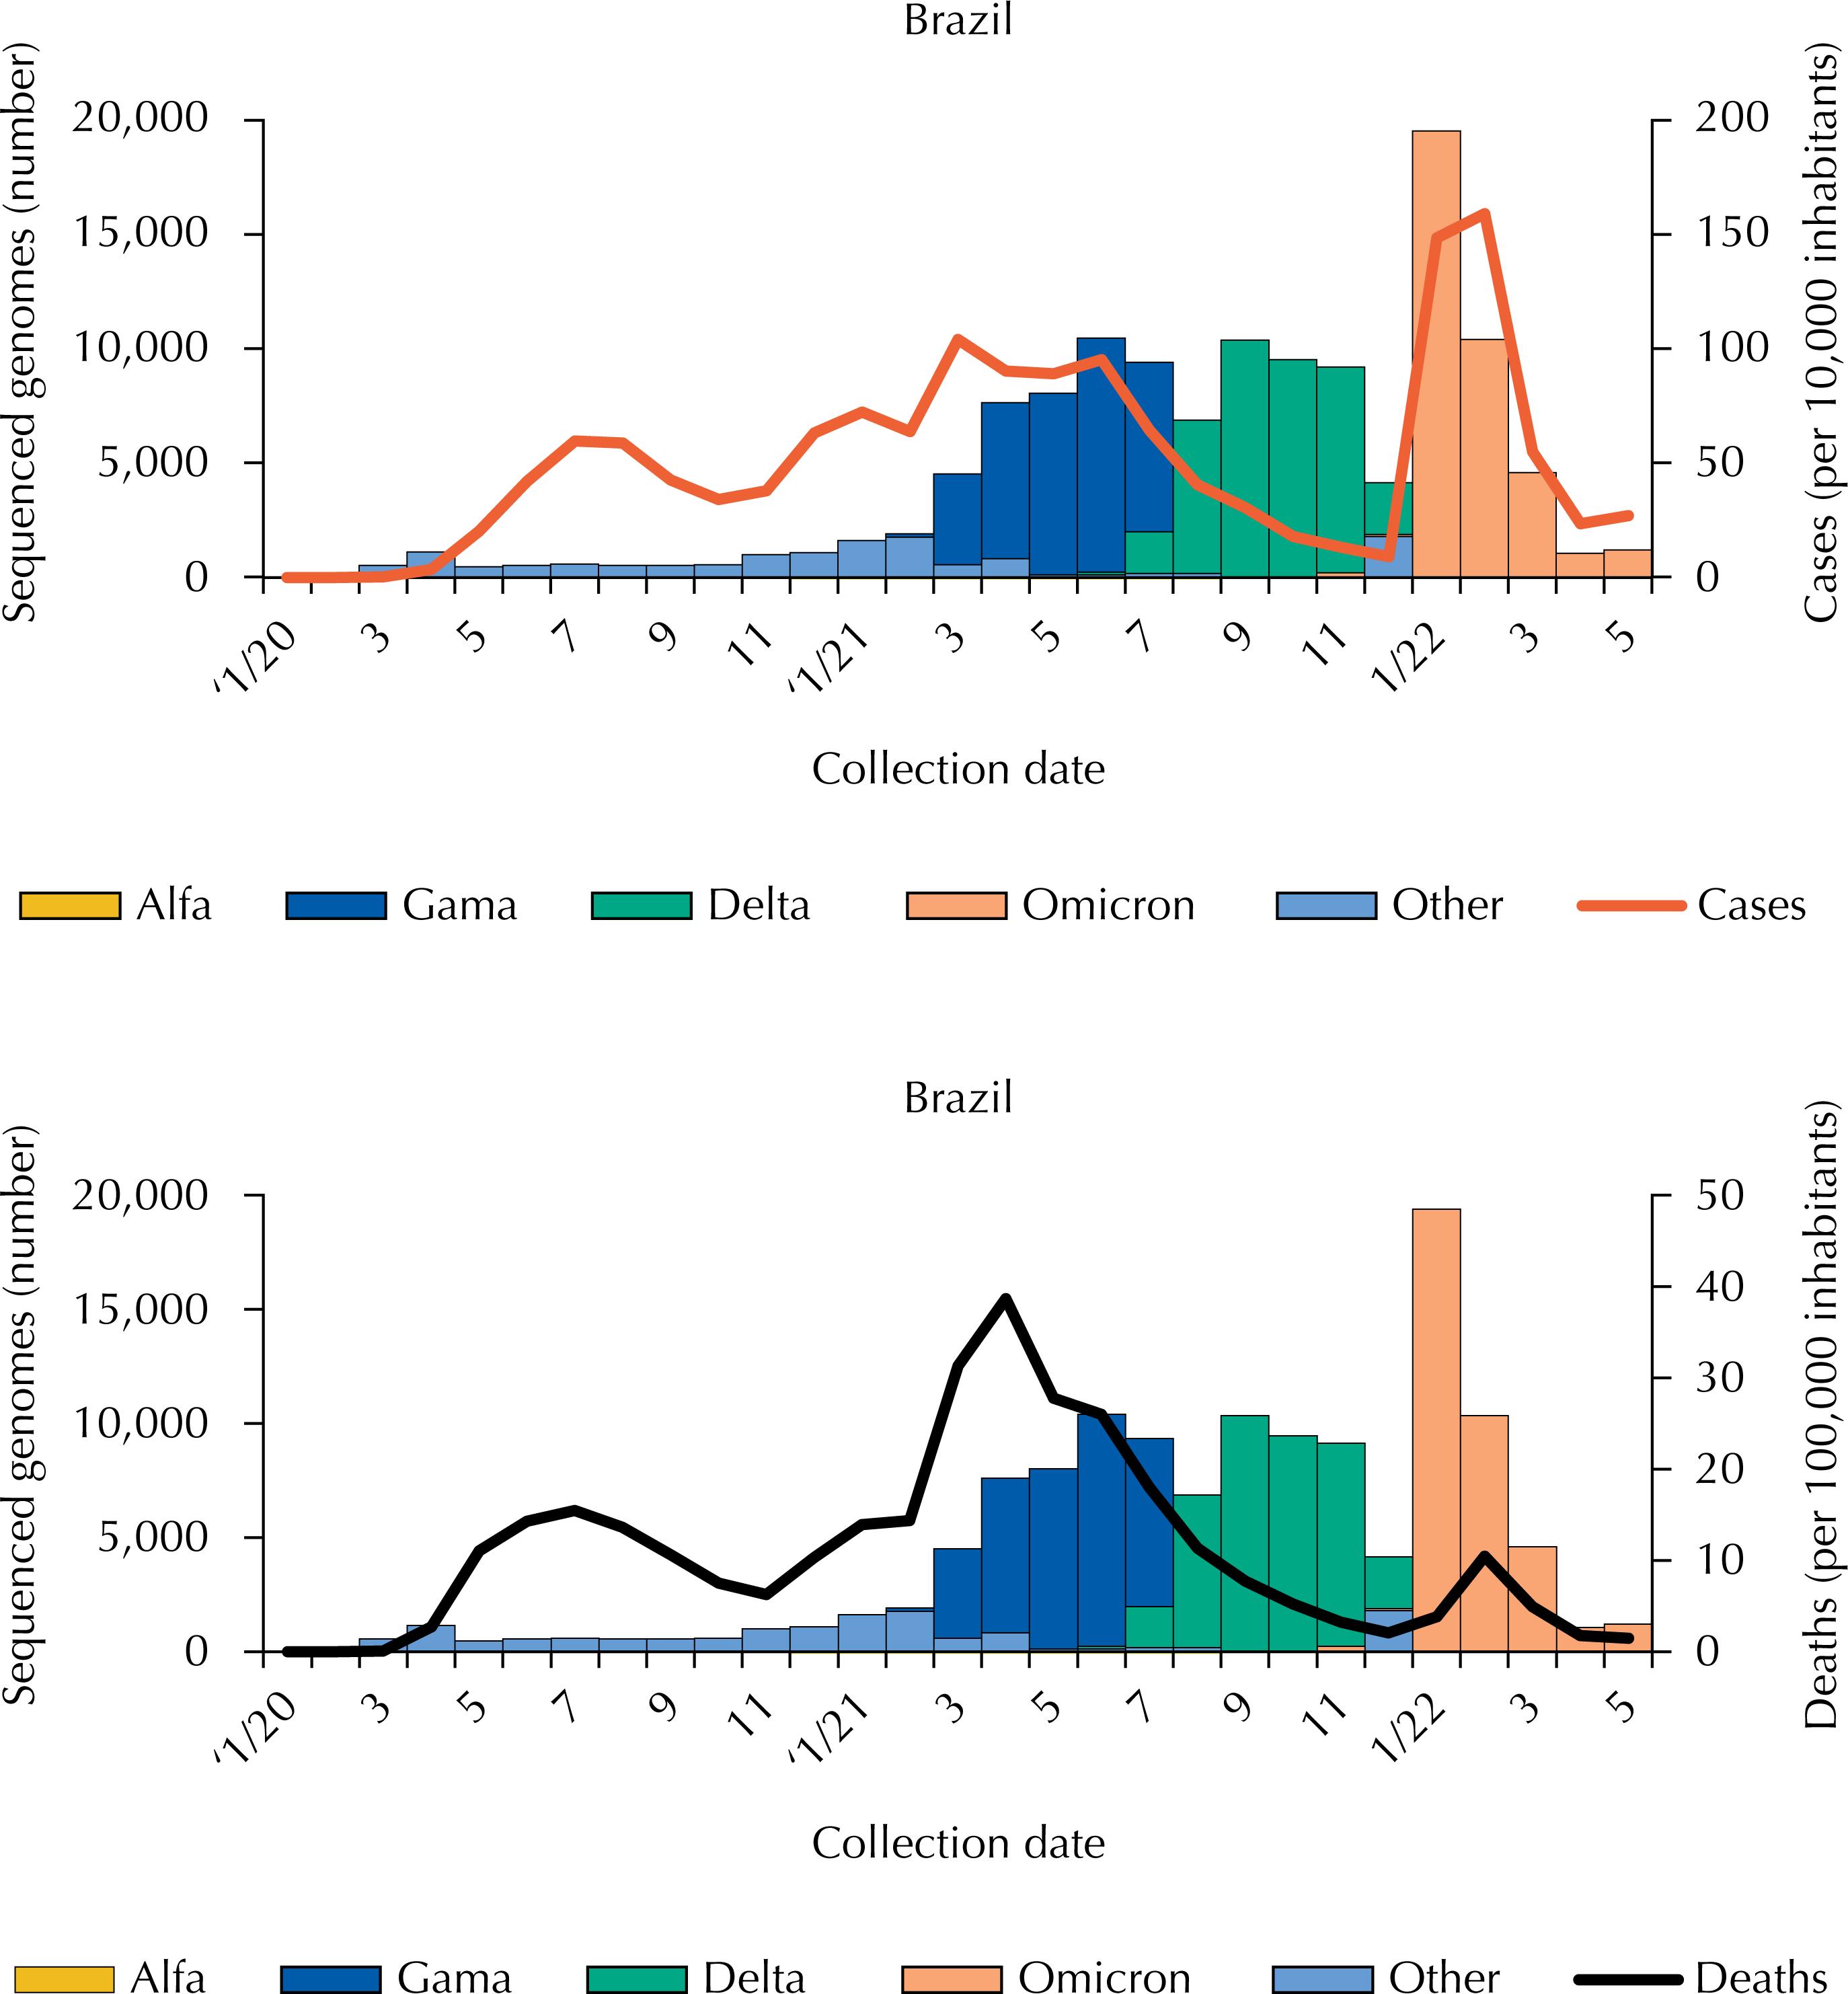 Brazil
Sequenced genomes (number)
20,000
15,000
10,000
5,000
0
Cases (per 10,000 inhabitants)
200
150
100
50
0
‘1/20 3 5 7 9 11 ‘1/21 3 5 7 9 11 1/22 3 5
Collection date
Alfa Gama Delta Omicron Other Cases
Brazil
Sequenced genomes (number)
20,000
15,000
10,000
5,000
0
Deaths (per 100,000 inhabitants)
50
40
30
20
10
0
‘1/20 3 5 7 9 11 ‘1/21 3 5 7 9 11 1/22 3 5
Collection date
Alfa Gama Delta Omicron Other Deaths